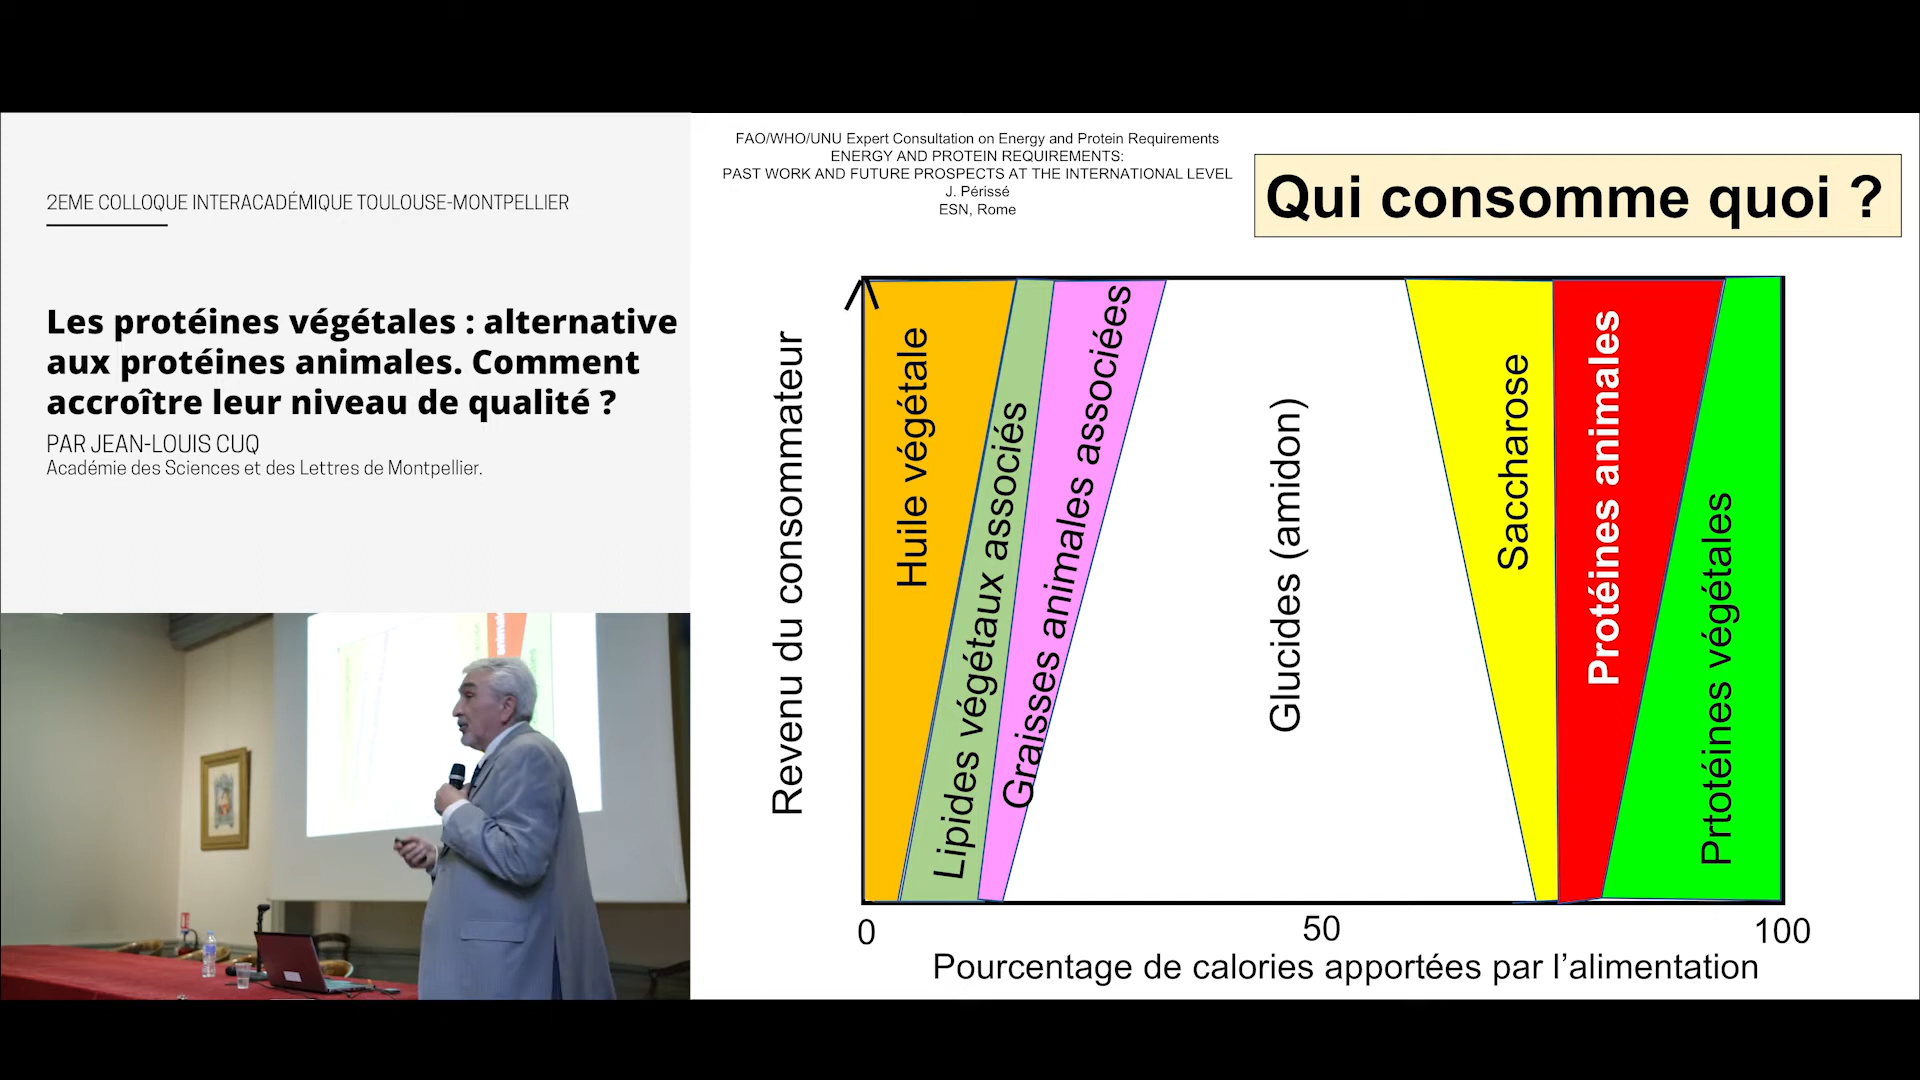 2EME COLLOQUE INTERACADÉMIQUE TOULOUSE-MONTPELLIER
Les protéines végétales : alternative
aux protéines animales. Comment
accroître leur niveau de qualité ?
PAR JEAN-LOUIS CUQ
Académie des Sciences et des Lettres de Montpellier.
FAO/WHO/UNU Expert Consultation on Energy and Protein Requirements
ENERGY AND PROTEIN REQUIREMENTS:
PAST WORK AND FUTURE PROSPECTS AT THE INTERNATIONAL LEVEL
J. Périssé
ESN, Rome
Qui consomme quoi ?
Revenu du consommateur
Huile végétale
Lipides végétaux associés
Graisses animales associées
Glucides (amidon)
Saccharose
Protéines animales
Prtotéines végétales
0
50
100
Pourcentage de calories apportées par l’alimentation